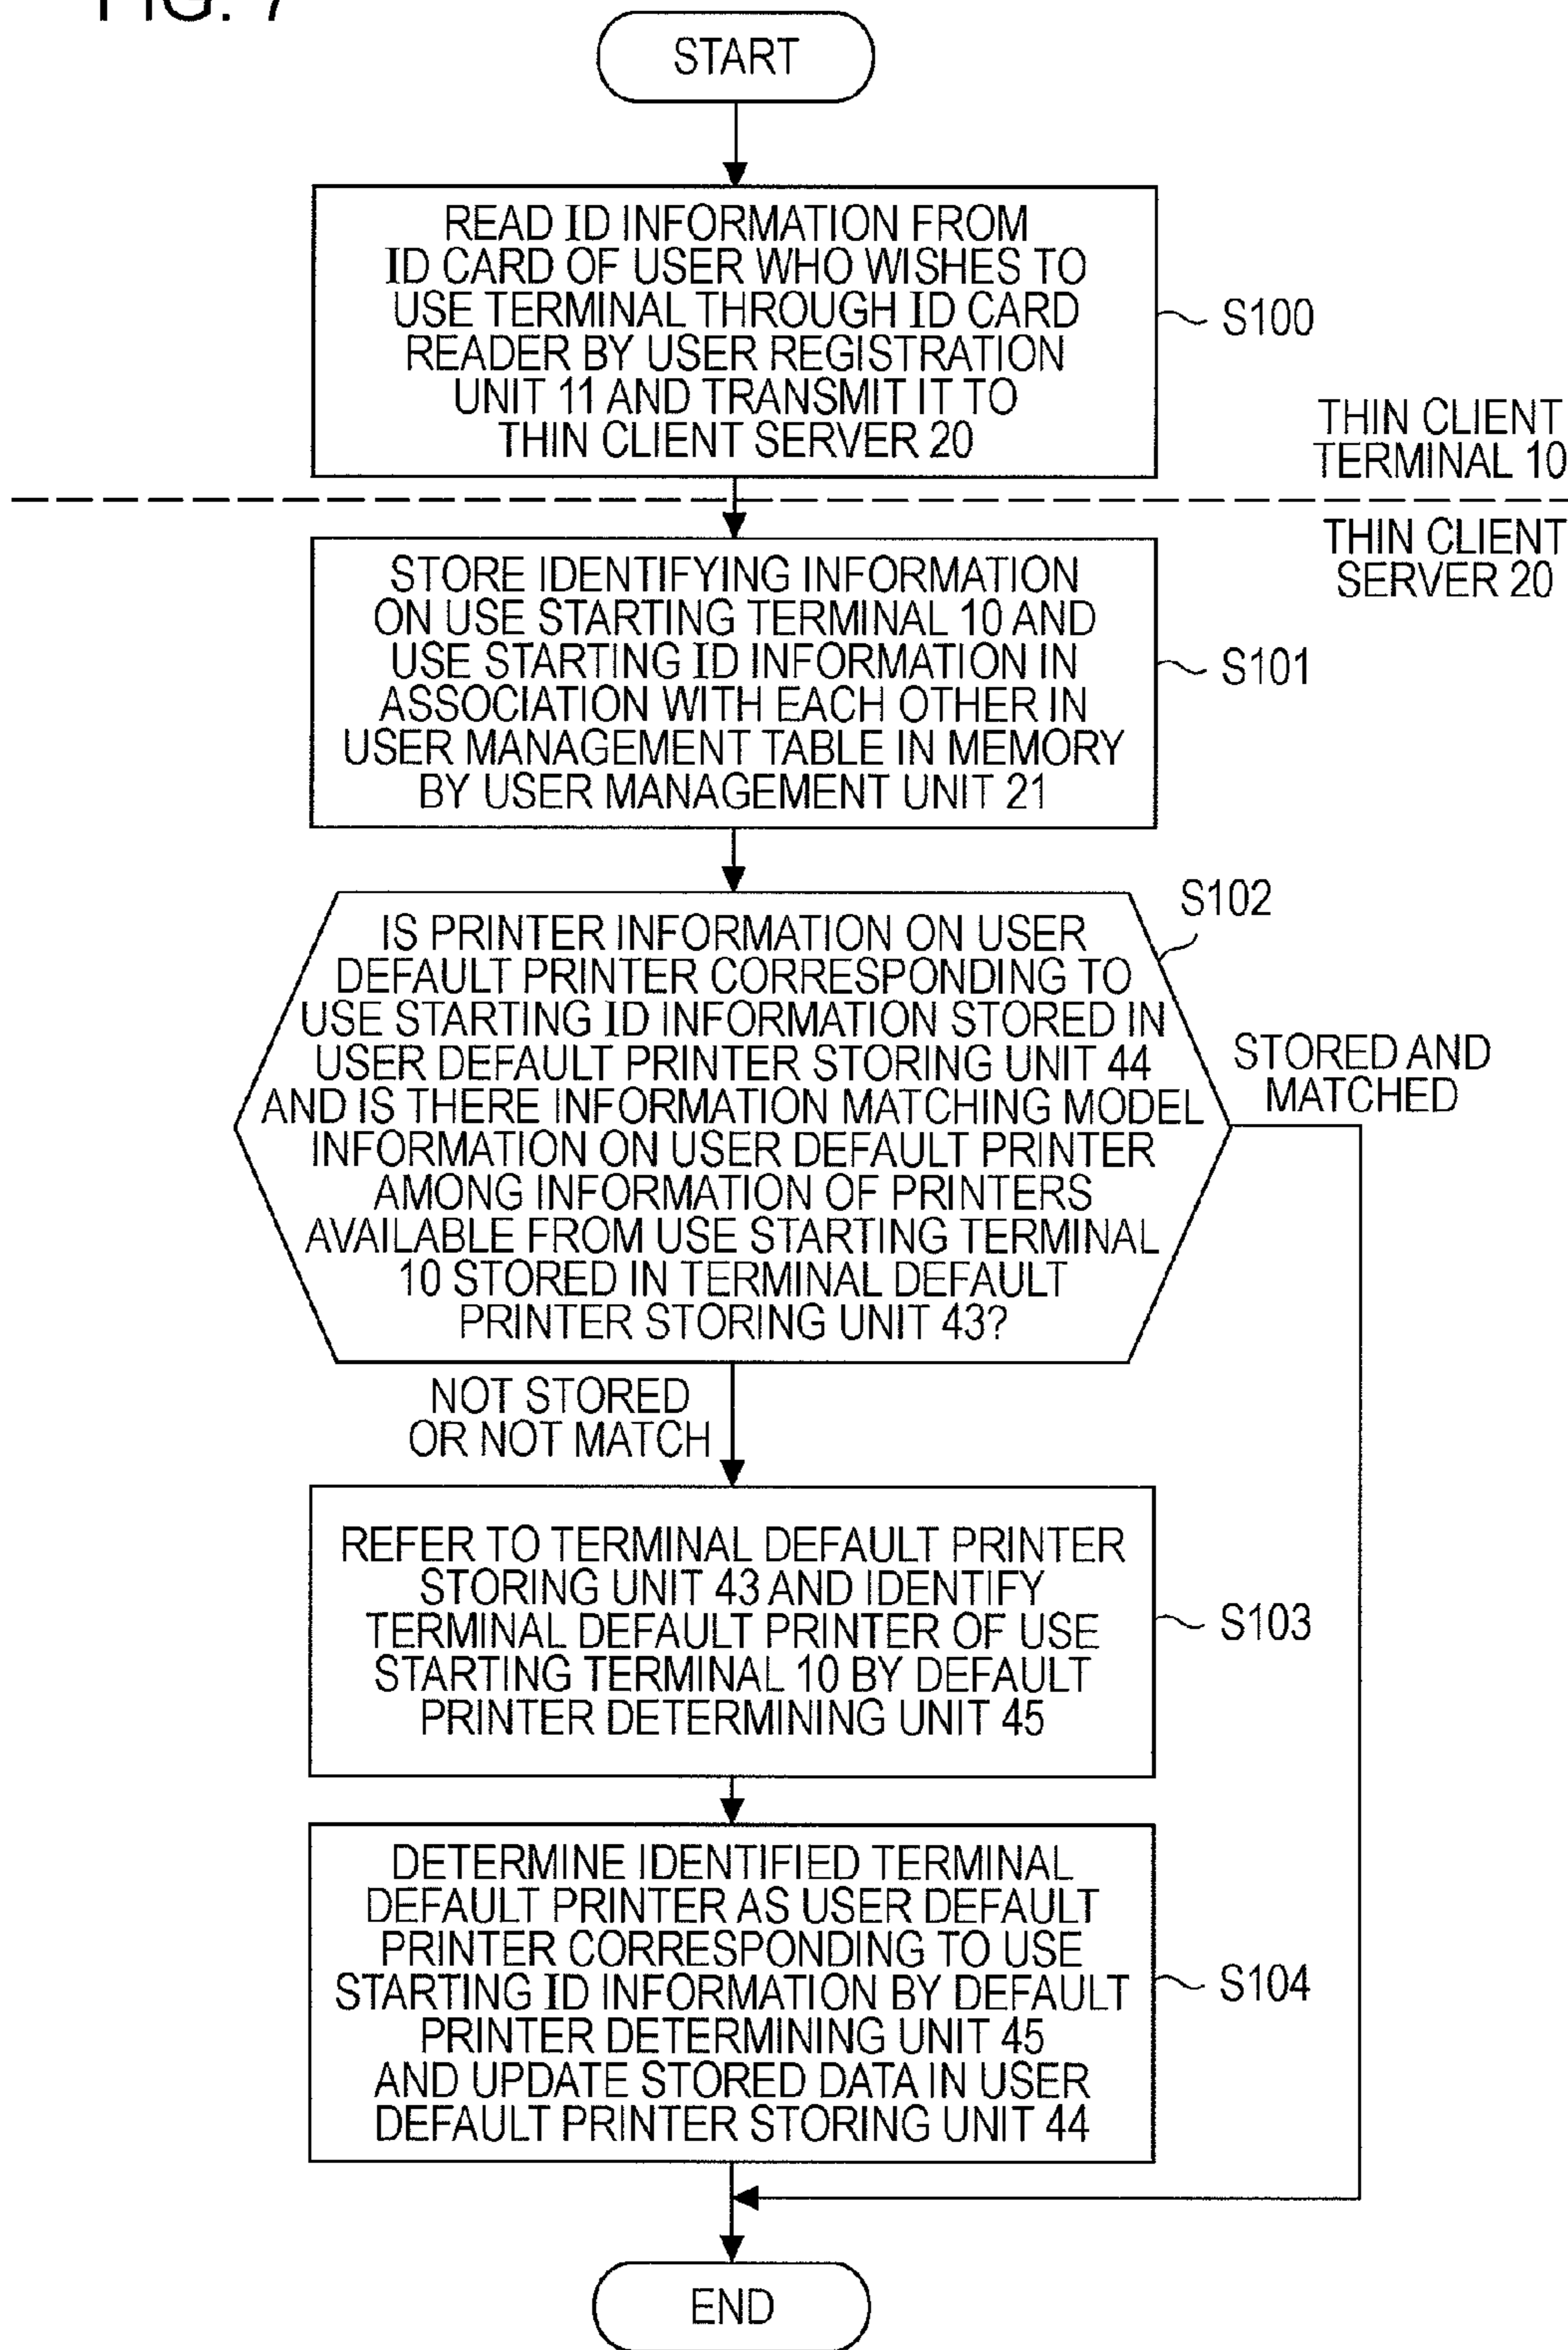 FIG. 7
START
READ ID INFORMATION FROM
ID CARD OF USER WHO WISHES TO
USE TERMINAL THROUGH ID CARD
READER BY USER REGISTRATION
UNIT 11 AND TRANSMIT IT TO
THIN CLIENT SERVER 20
S100
THIN CLIENT
TERMINAL 10
THIN CLIENT
SERVER 20
STORE IDENTIFYING INFORMATION
ON USE STARTING TERMINAL 10 AND
USE STARTING ID INFORMATION IN
ASSOCIATION WITH EACH OTHER IN
USER MANAGEMENT TABLE IN MEMORY
BY USER MANAGEMENT UNIT 21
S101
S102
IS PRINTER INFORMATION ON USER
DEFAULT PRINTER CORRESPONDING TO
USE STARTING ID INFORMATION STORED IN
USER DEFAULT PRINTER STORING UNIT 44
AND IS THERE INFORMATION MATCHING MODEL
INFORMATION ON USER DEFAULT PRINTER
AMONG INFORMATION OF PRINTERS
AVAILABLE FROM USE STARTING TERMINAL
10 STORED IN TERMINAL DEFAULT
PRINTER STORING UNIT 43?
STORED AND
MATCHED
NOT STORED
OR NOT MATCH
REFER TO TERMINAL DEFAULT PRINTER
STORING UNIT 43 AND IDENTIFY
TERMINAL DEFAULT PRINTER OF USE
STARTING TERMINAL 10 BY DEFAULT
PRINTER DETERMINING UNIT 45
S103
DETERMINE IDENTIFIED TERMINAL
DEFAULT PRINTER AS USER DEFAULT
PRINTER CORRESPONDING TO USE
STARTING ID INFORMATION BY DEFAULT
PRINTER DETERMINING UNIT 45
AND UPDATE STORED DATA IN USER
DEFAULT PRINTER STORING UNIT 44
S104
END